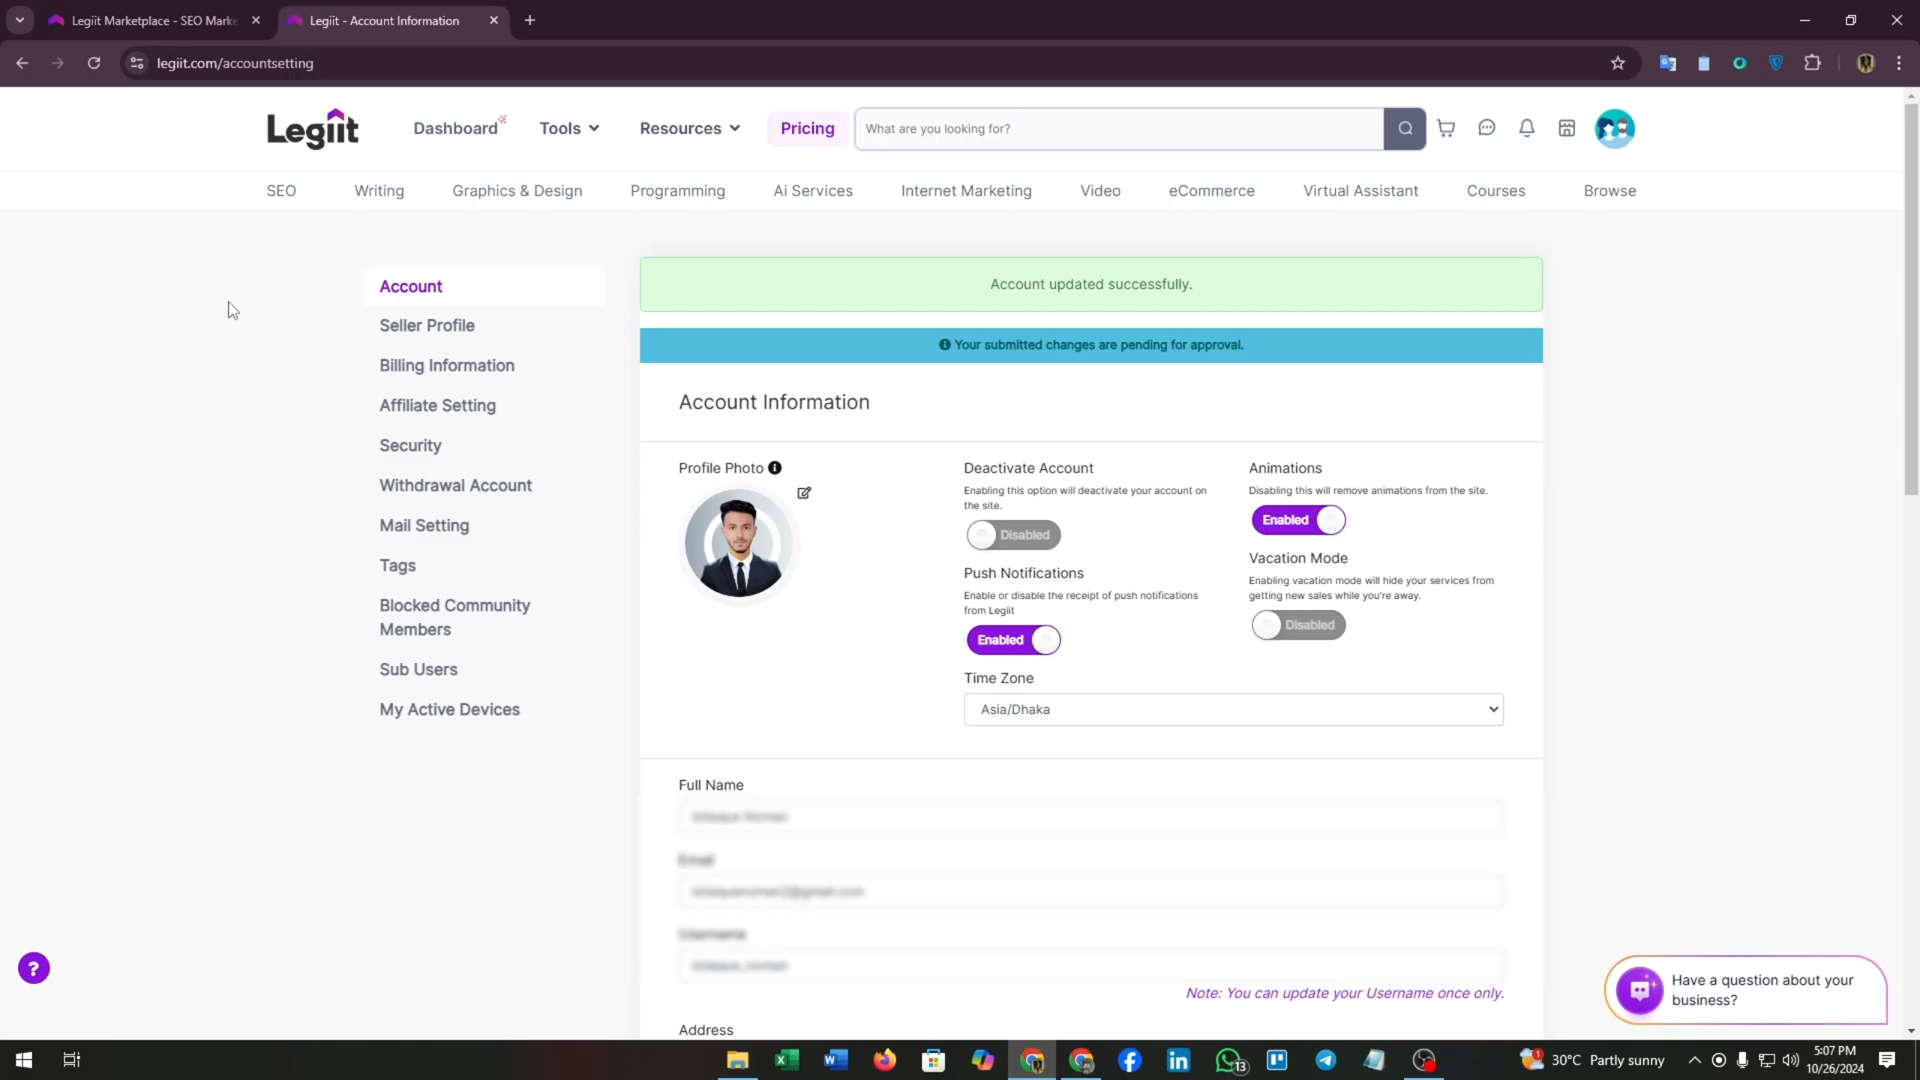 Legiit Marketplace - SEO Marke
Legiit - Account Information
legiit.com/accountsetting
Legiit
Dashboard
Tools
Resources
Pricing
What are you looking for?
SEO
Writing
Graphics & Design
Programming
Ai Services
Internet Marketing
Video
eCommerce
Virtual Assistant
Courses
Browse
Account
Seller Profile
Billing Information
Affiliate Setting
Security
Withdrawal Account
Mail Setting
Tags
Blocked Community
Members
Sub Users
My Active Devices
Account updated successfully.
Your submitted changes are pending for approval.
Account Information
Profile Photo
Deactivate Account
Enabling this option will deactivate your account on
the site.
Disabled
Push Notifications
Enable or disable the receipt of push notifications
from Legiit
Enabled
Animations
Disabling this will remove animations from the site.
Enabled
Vacation Mode
Enabling vacation mode will hide your services from
getting new sales while you're away.
Disabled
Time Zone
Asia/Dhaka
Full Name
Email
Username
Note: You can update your Username once only.
Address
?
Have a question about your
business?
13
1
30°C Partly sunny
5:07 PM
10/26/2024